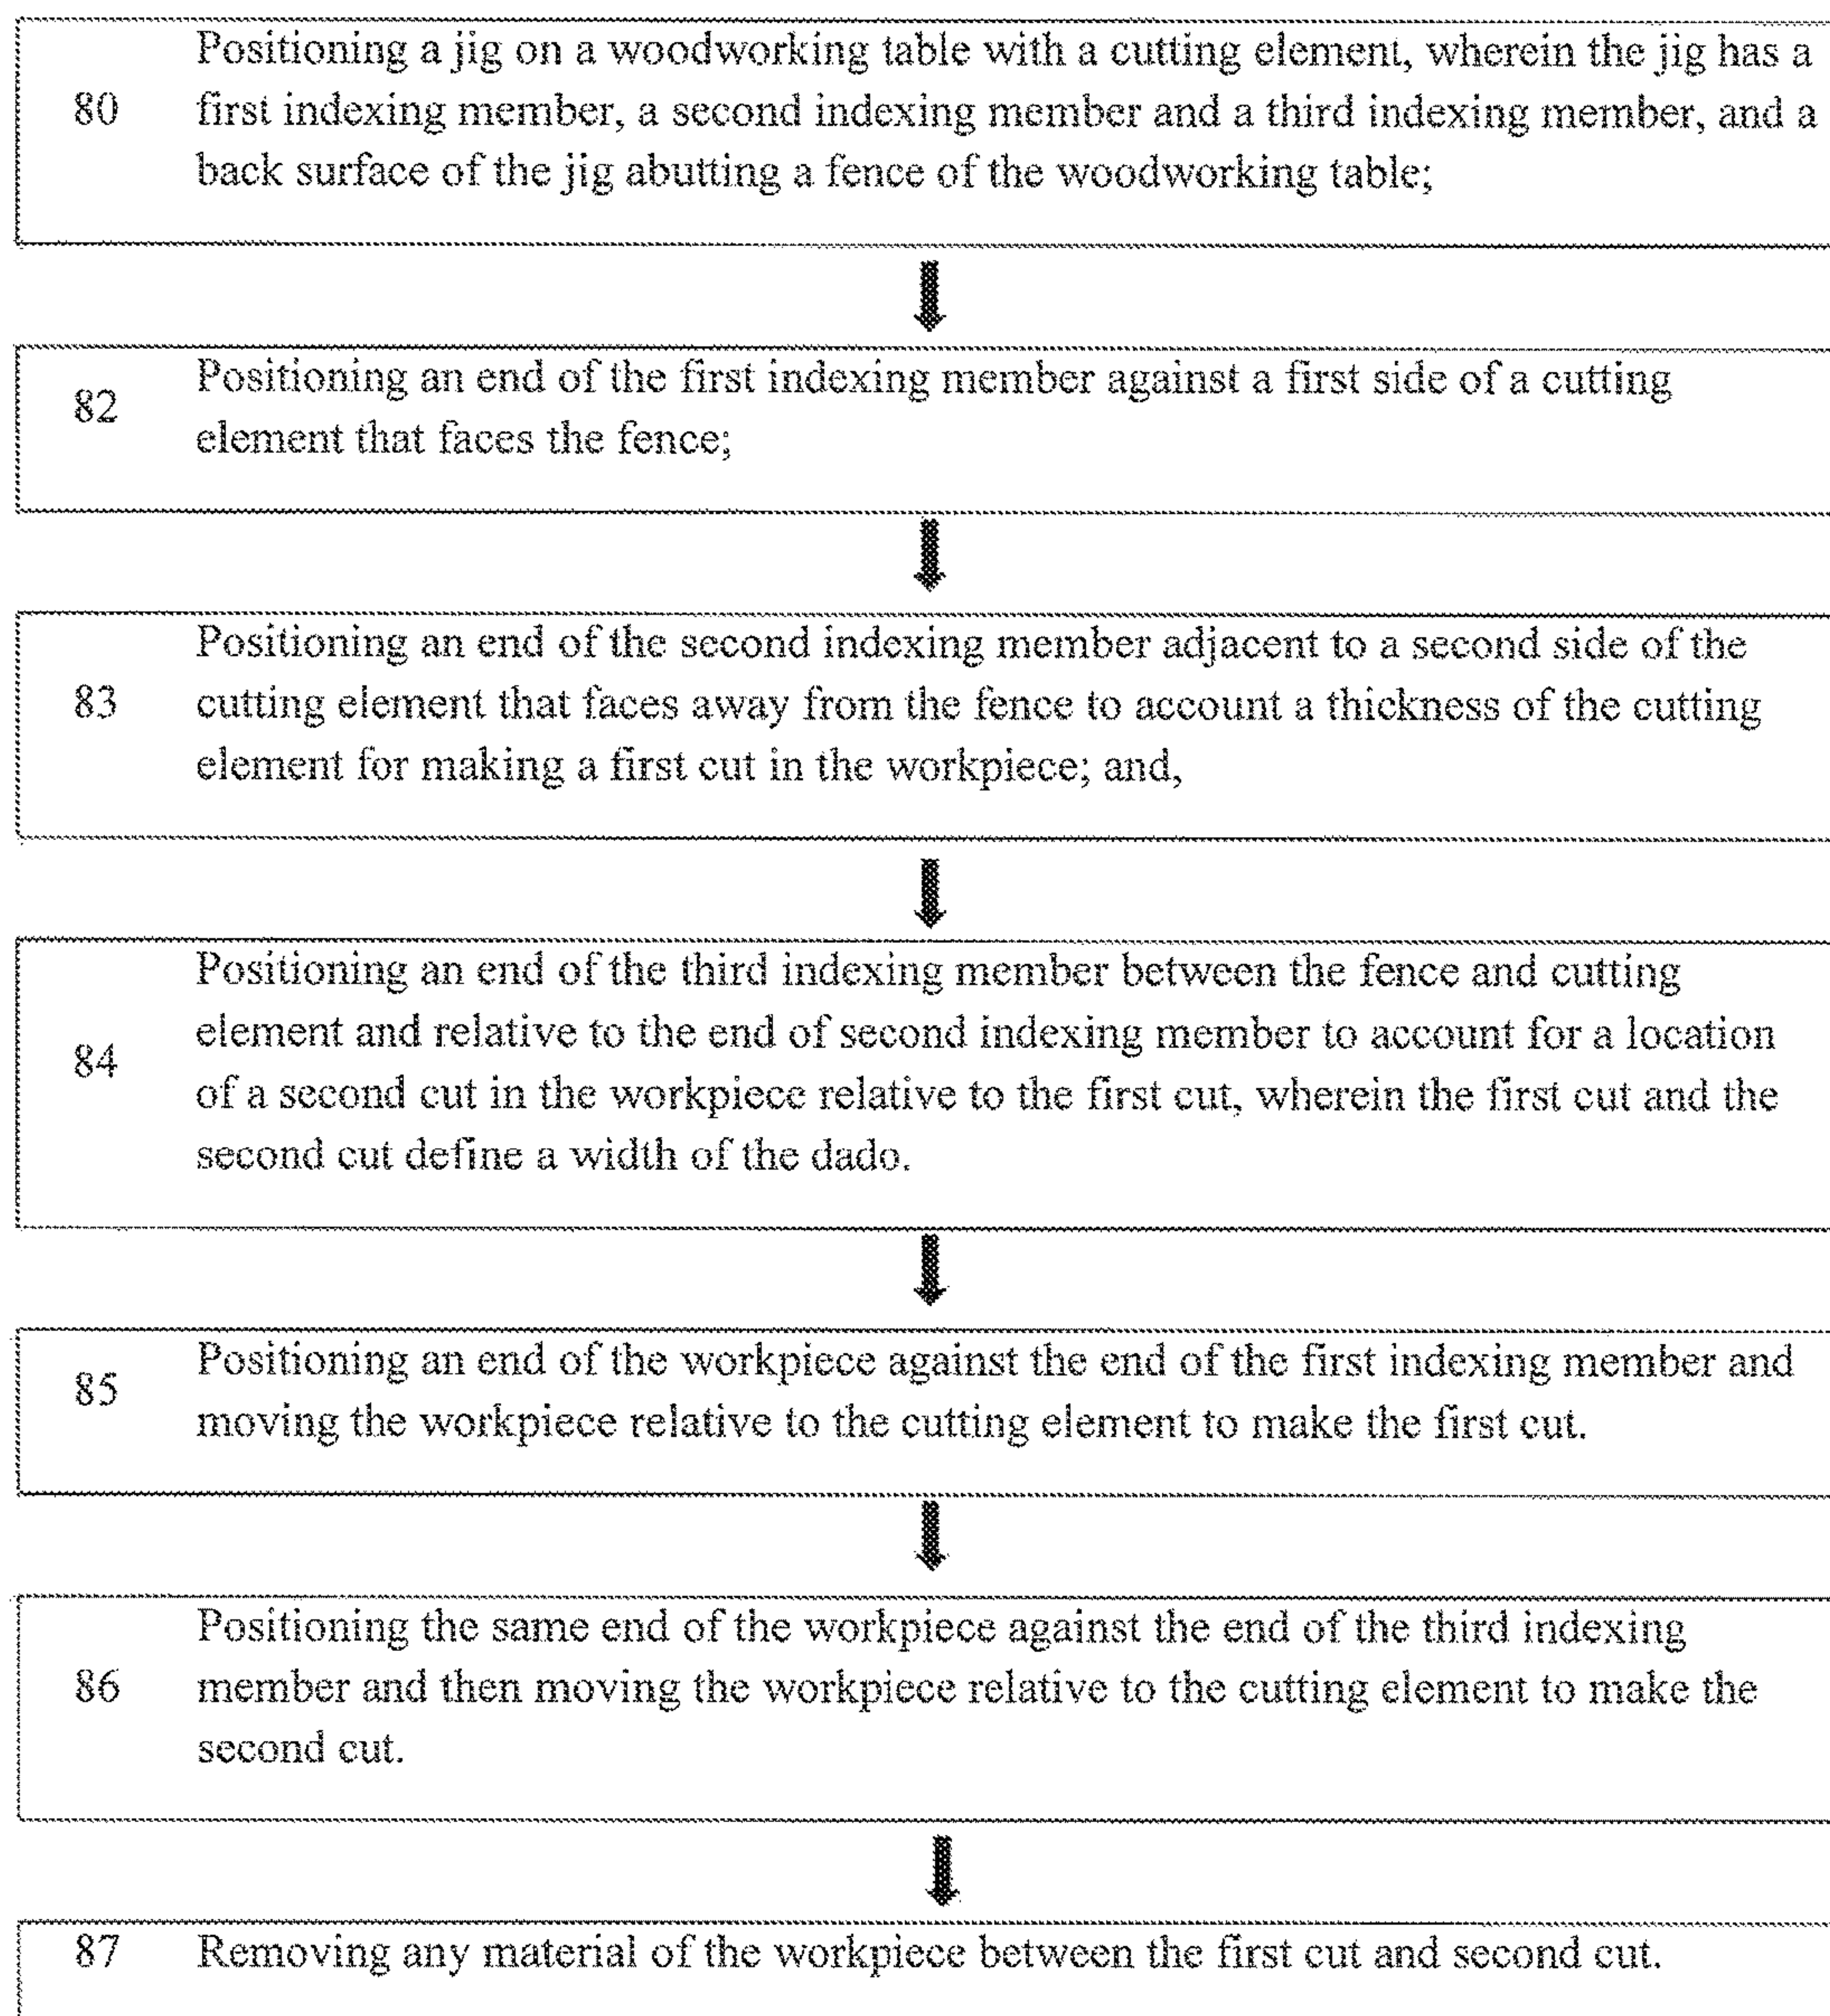 Positioning a jig on a woodworking table with a cutting element, wherein the jig has a
80 first indexing member, a second indexing member and a third indexing member, and a
back surface of the jig abutting a fence of the woodworking table;
82 Positioning an end of the first indexing member against a first side of a cutting
element that faces the fence;
Positioning an end of the second indexing member adjacent to a second side of the
83 cutting element that faces away from the fence to account a thickness of the cutting
element for making a first cut in the workpiece; and,
Positioning an end of the third indexing member between the fence and cutting
element and relative to the end of second indexing member to account for a location
84 of a second cut in the workpiece relative to the first cut, wherein the first cut and the
second cut define a width of the dado.
85 Positioning an end of the workpiece against the end of the first indexing member and
moving the workpiece relative to the cutting element to make the first cut.
Positioning the same end of the workpiece against the end of the third indexing
86 member and then moving the workpiece relative to the cutting element to make the
second cut.
87 Removing any material of the workpiece between the first cut and second cut.